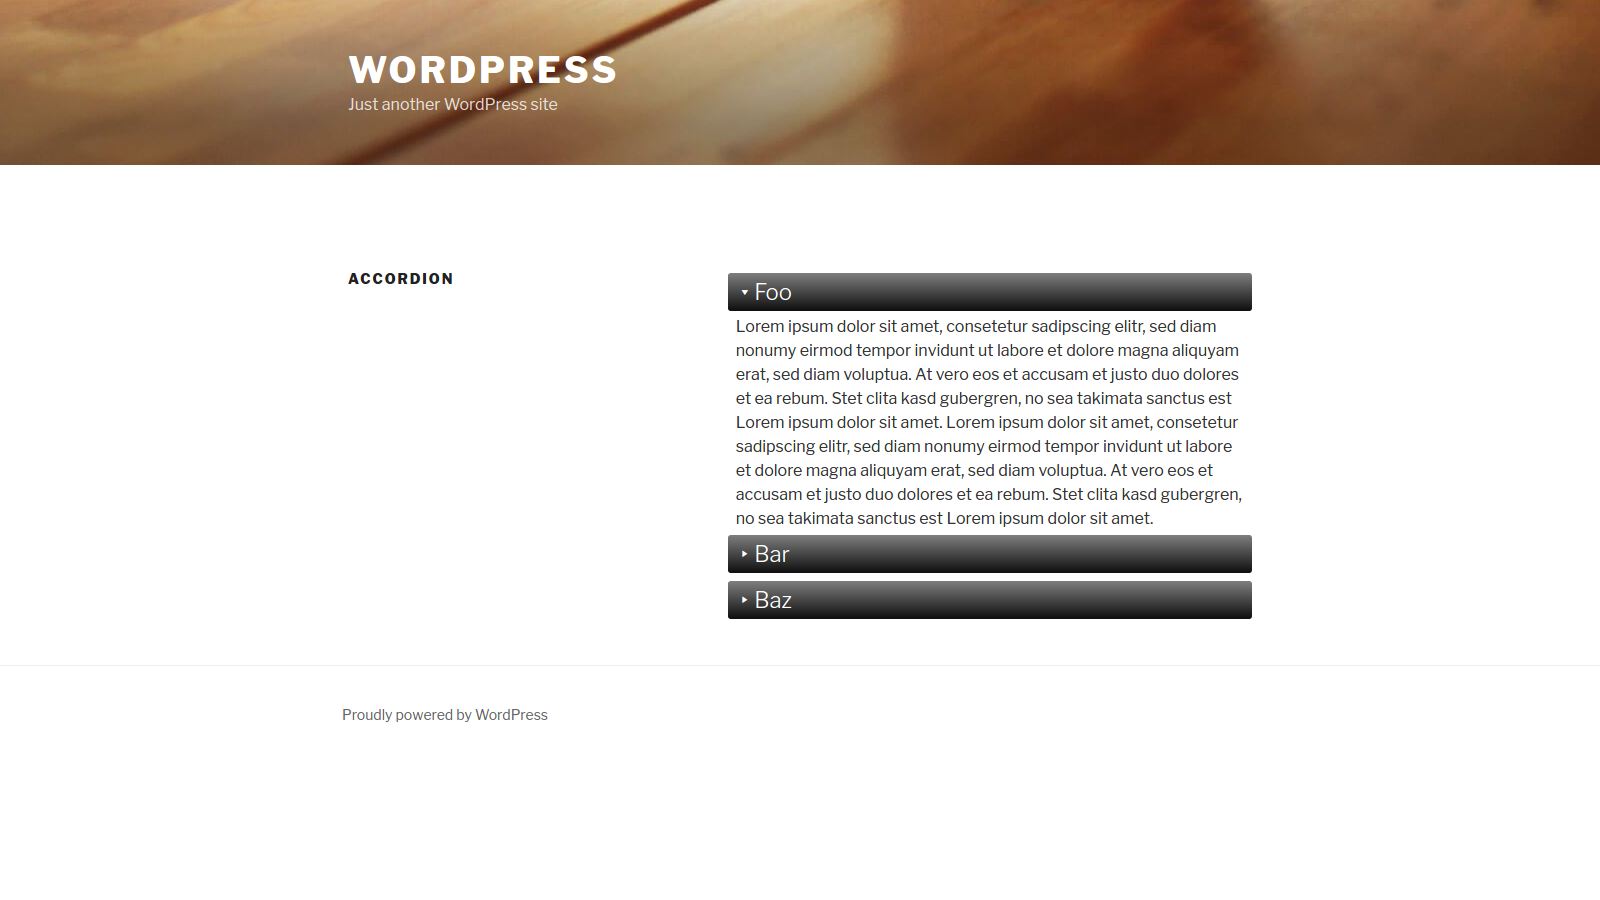 WORDPRESS
Just another WordPress site
ACCORDION
Foo
Lorem ipsum dolor sit amet, consetetur sadipscing elitr, sed diam
nonumy eirmod tempor invidunt ut labore et dolore magna aliquyam
erat, sed diam voluptua. At vero eos et accusam et justo duo dolores
et ea rebum. Stet clita kasd gubergren, no sea takimata sanctus est
Lorem ipsum dolor sit amet. Lorem ipsum dolor sit amet, consetetur
sadipscing elitr, sed diam nonumy eirmod tempor invidunt ut labore
et dolore magna aliquyam erat, sed diam voluptua. At vero eos et
accusam et justo duo dolores et ea rebum. Stet clita kasd gubergren,
no sea takimata sanctus est Lorem ipsum dolor sit amet.
Bar
Baz
Proudly powered by WordPress